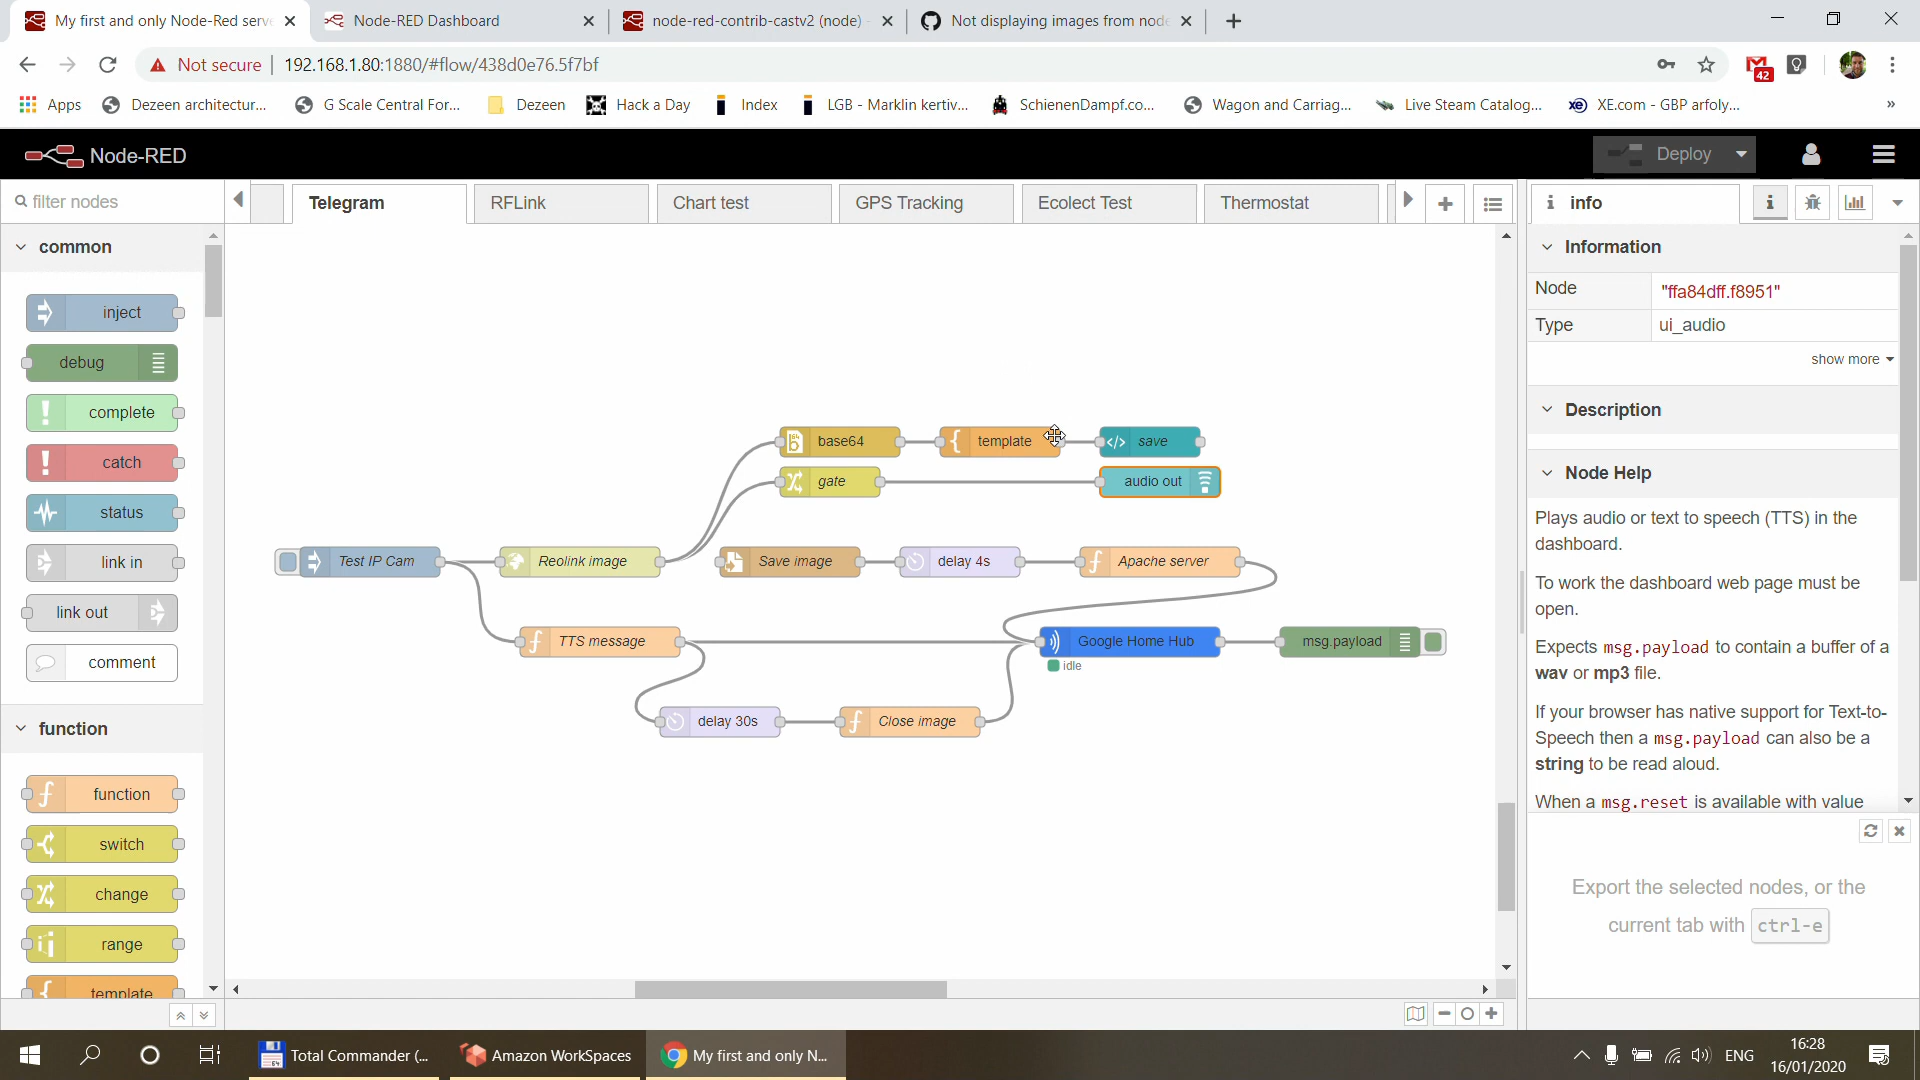 My first and only Node-Red serve
Node-RED Dashboard
node-red-contrib-castv2 (node) -
Not displaying images from node
Not secure
192.168.1.80:1880/#flow/438d0e76.5f7bf
42
Apps
Dezeen architectur...
G Scale Central For...
Dezeen
Hack a Day
Index
LGB - Marklin kertiv...
SchienenDampf.co...
Wagon and Carriag...
Live Steam Catalog...
xe
XE.com - GBP arfoly...
»
Node-RED
Deploy
filter nodes
Telegram
RFLink
Chart test
GPS Tracking
Ecolect Test
Thermostat
i info
i
common
inject
debug
complete
catch
status
link in
link out
comment
function
function
switch
change
range
template
base64
template
save
gate
audio out
Test IP Cam
Reolink image
Save image
delay 4s
Apache server
TTS message
Google Home Hub
msg.payload
idle
delay 30s
Close image
Information
Node
"ffa84dff.f8951"
Type
ui_audio
show more
Description
Node Help
Plays audio or text to speech (TTS) in the
dashboard.
To work the dashboard web page must be
open.
Expects msg.payload to contain a buffer of a
wav or mp3 file.
If your browser has native support for Text-to-
Speech then a msg.payload can also be a
string to be read aloud.
When a msg.reset is available with value
Export the selected nodes, or the
current tab with ctrl-e
Total Commander (...
Amazon WorkSpaces
My first and only N...
ENG
16:28
16/01/2020